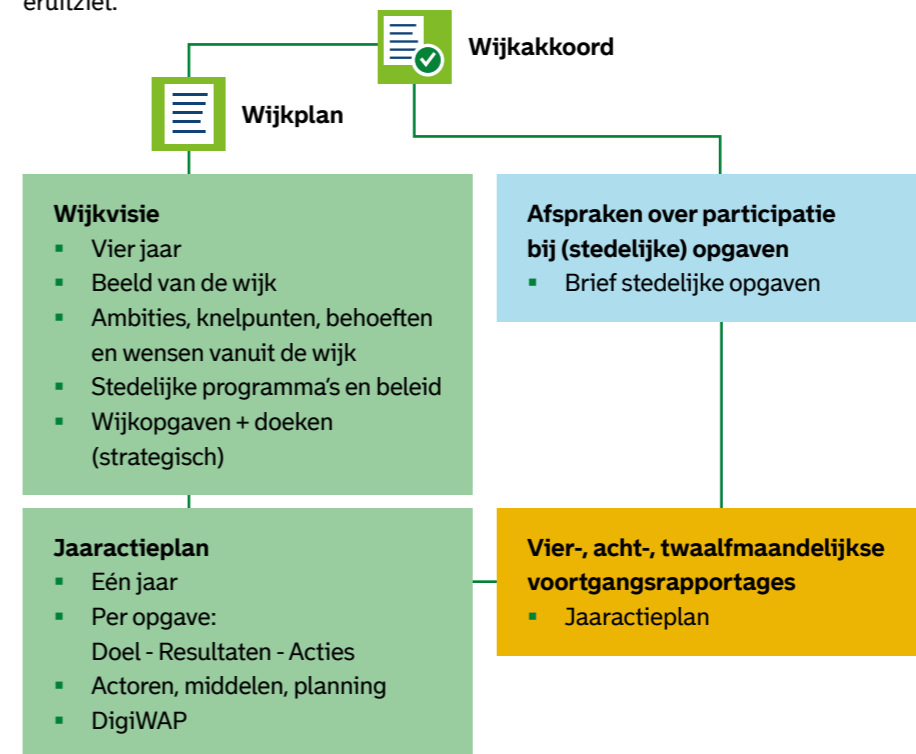 eruitziet.
Wijkakkoord
Wijkplan
Wijkvisie
▪ Vier jaar
▪ Beeld van de wijk
▪ Ambities, knelpunten, behoeften
en wensen vanuit de wijk
▪ Stedelijke programma's en beleid
▪ Wijkopgaven + doeken
(strategisch)
Afspraken over participatie
bij (stedelijke) opgaven
▪ Brief stedelijke opgaven
Jaaractieplan
▪ Eén jaar
▪ Per opgave:
Doel - Resultaten - Acties
▪ Actoren, middelen, planning
▪ DigiWAP
Vier-, acht-, twaalfmaandelijkse
voortgangsrapportages
▪ Jaaractieplan